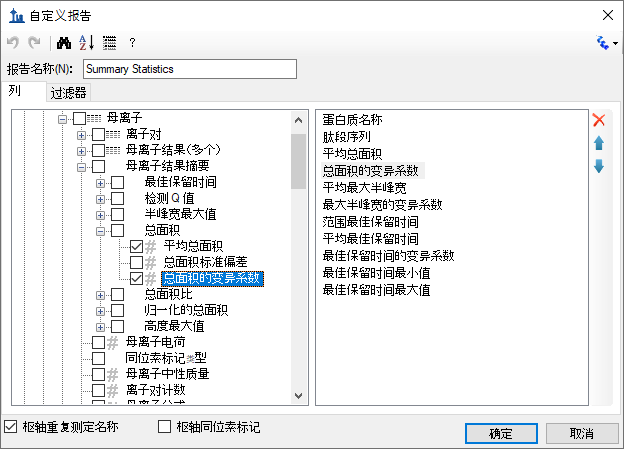 自定义报告
?
报告名称(N): Summary Statistics
列 过滤器
母离子
离子对
母离子结果(多个)
母离子结果摘要
最佳保留时间
检测 Q 值
半峰宽最大值
总面积
平均总面积
总面积标准偏差
总面积的变异系数
总面积比
归一化的总面积
高度最大值
母离子电荷
同位素标记类型
母离子中性质量
离子对计数
母离子公式
蛋白质名称
肽段序列
平均总面积
总面积的变异系数
平均最大半峰宽
最大半峰宽的变异系数
范围最佳保留时间
平均最佳保留时间
最佳保留时间的变异系数
最佳保留时间最小值
最佳保留时间最大值
枢轴重复测定名称 枢轴同位素标记
确定 取消